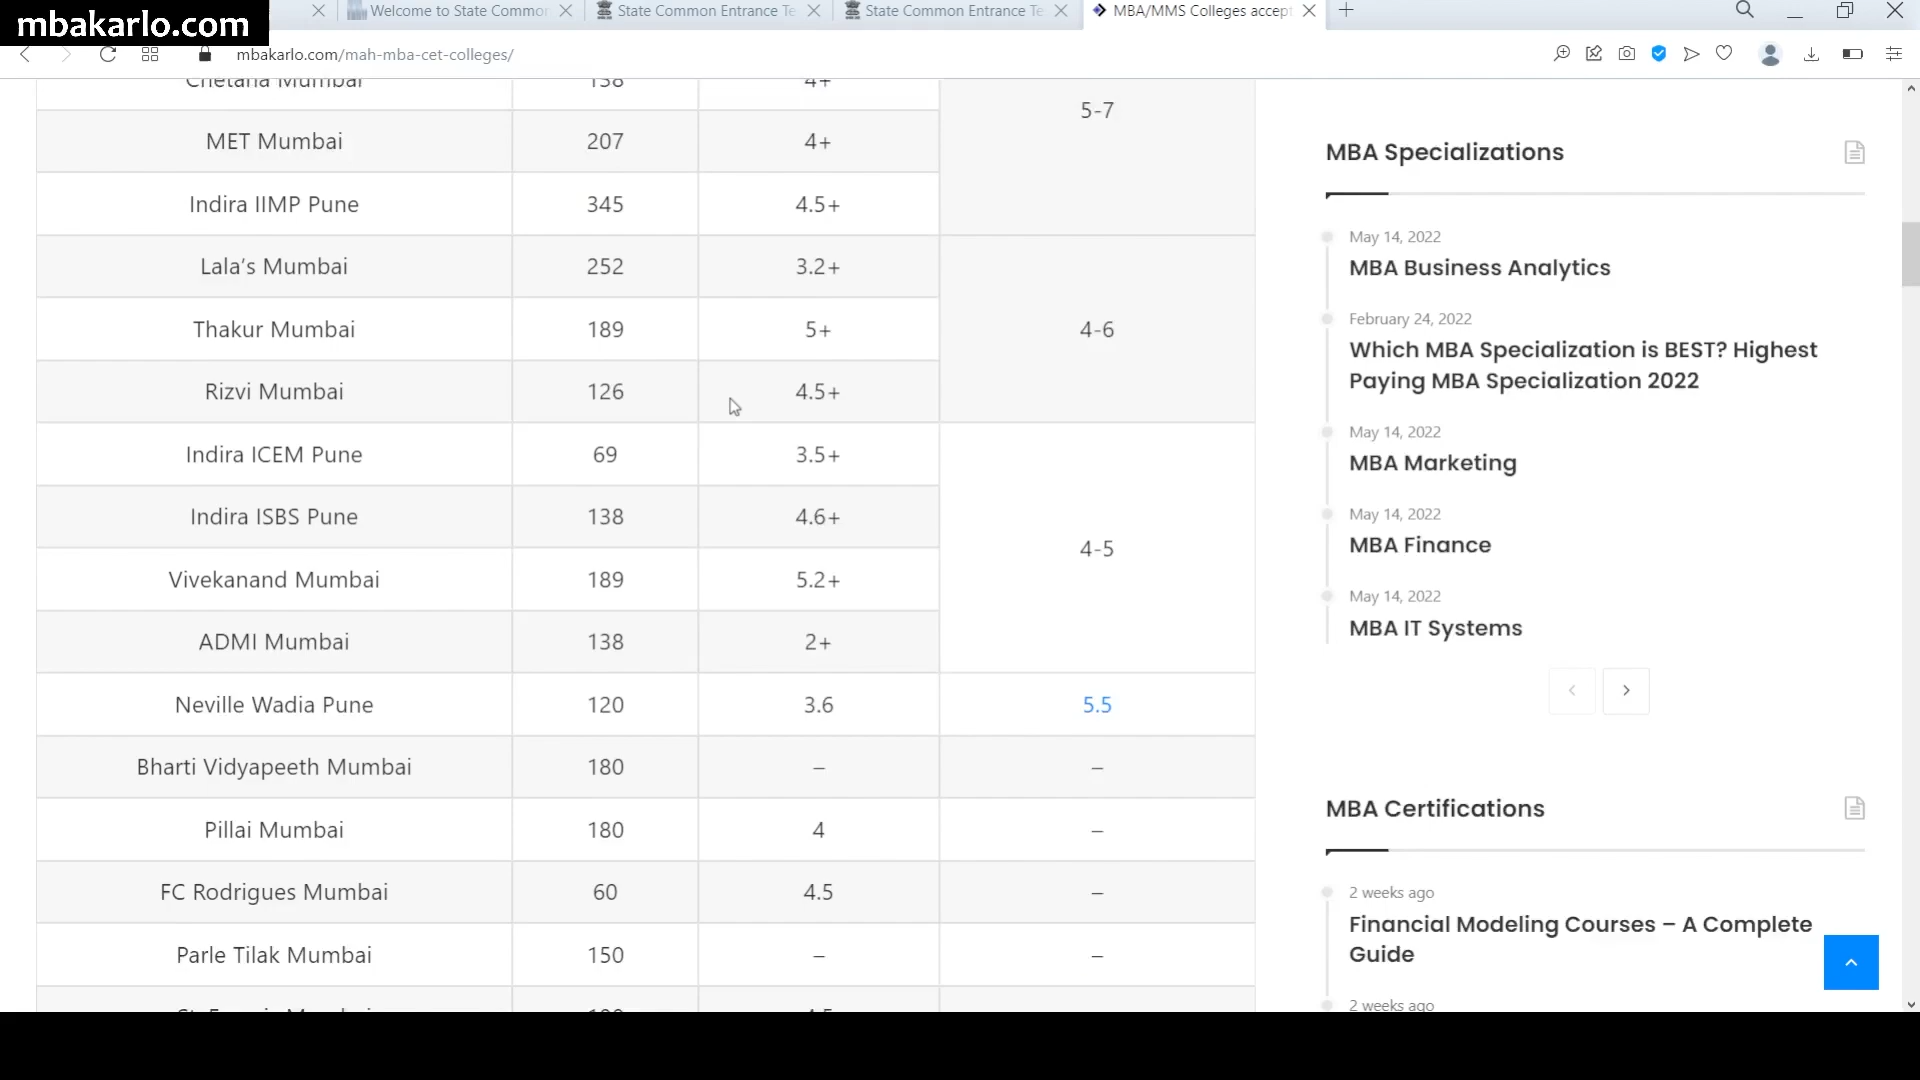 mbakarlo.com
Welcome to State Common
State Common Entrance Te
State Common Entrance Te
MBA/MMS Colleges accept
mbakarlo.com/mah-mba-cet-colleges/
Chetana Mumbai 138 4+
5-7
MET Mumbai 207 4+
Indira IIMP Pune 345 4.5+
Lala’s Mumbai 252 3.2+
Thakur Mumbai 189 5+ 4-6
Rizvi Mumbai 126 4.5+
Indira ICEM Pune 69 3.5+
Indira ISBS Pune 138 4.6+
4-5
Vivekanand Mumbai 189 5.2+
ADMI Mumbai 138 2+
Neville Wadia Pune 120 3.6 5.5
Bharti Vidyapeeth Mumbai 180 – –
Pillai Mumbai 180 4 –
FC Rodrigues Mumbai 60 4.5 –
Parle Tilak Mumbai 150 – –
MBA Specializations
May 14, 2022
MBA Business Analytics
February 24, 2022
Which MBA Specialization is BEST? Highest
Paying MBA Specialization 2022
May 14, 2022
MBA Marketing
May 14, 2022
MBA Finance
May 14, 2022
MBA IT Systems
MBA Certifications
2 weeks ago
Financial Modeling Courses – A Complete
Guide
2 weeks ago